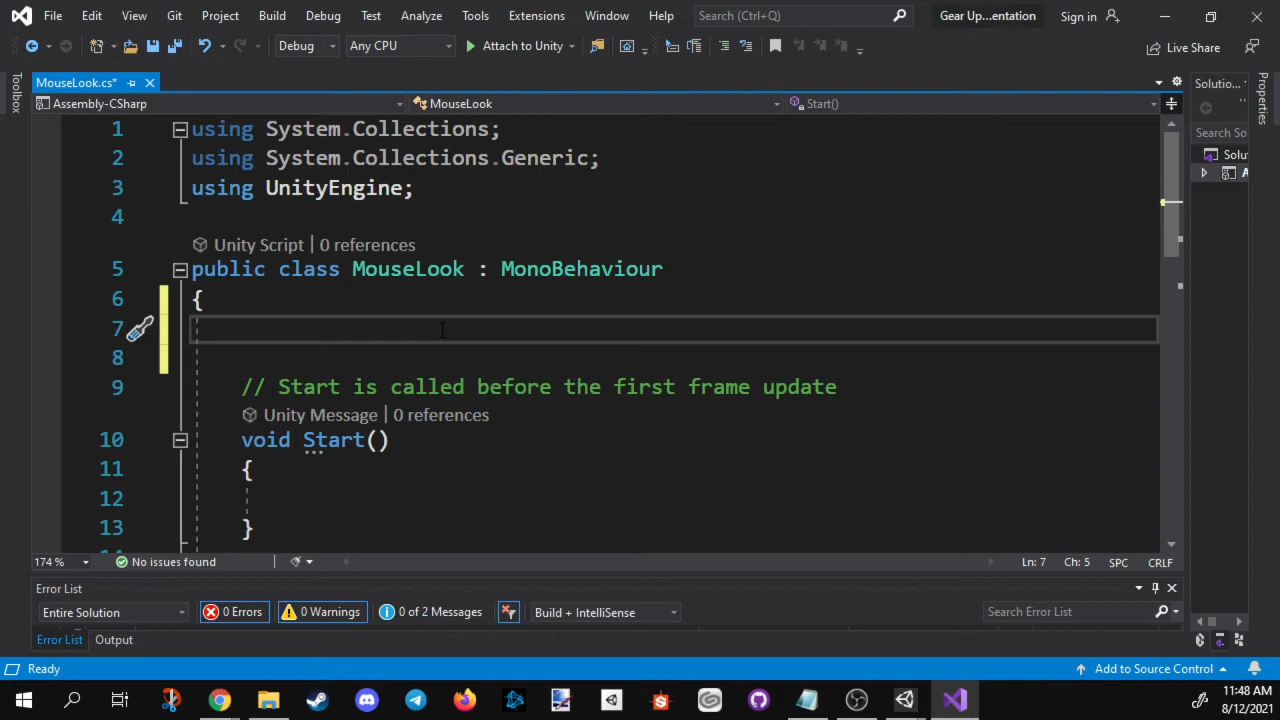 File Edit View Git Project Build Debug Test Analyze Tools Extensions Window Help Search (Ctrl+Q) Gear Up...entation Sign in
Debug Any CPU Attach to Unity Live Share
Toolbox
MouseLook.cs*
Solutio...
Properties
Assembly-CSharp MouseLook Start()
1 using System.Collections;
Search So
2 using System.Collections.Generic;
Solut
3 using UnityEngine;
A
4
Unity Script | 0 references
5 public class MouseLook : MonoBehaviour
6 {
7
8
9 // Start is called before the first frame update
Unity Message | 0 references
10 void Start()
11 {
12
13 }
174 % No issues found Ln: 7 Ch: 5 SPC CRLF
Error List
Entire Solution 0 Errors 0 Warnings 0 of 2 Messages Build + IntelliSense Search Error List
Error List Output
Ready Add to Source Control
11:48 AM
8/12/2021